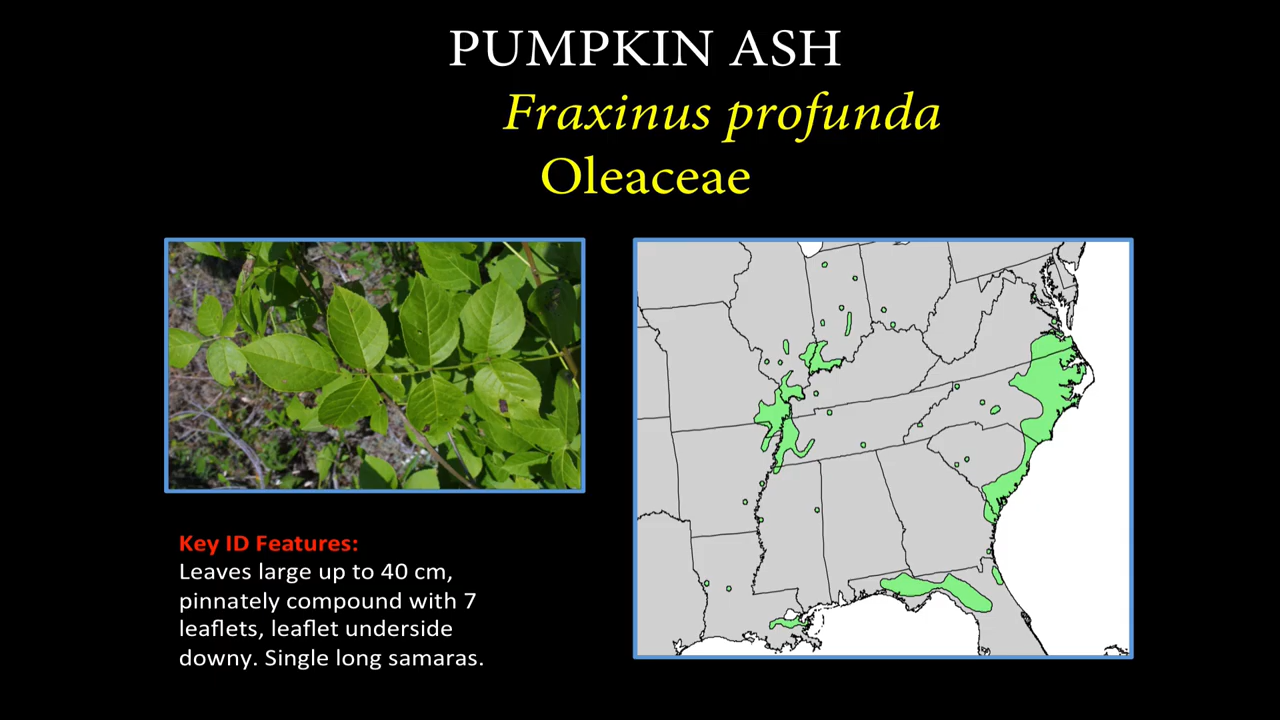 PUMPKIN ASH
Fraxinus profunda
Oleaceae
Key ID Features:
Leaves large up to 40 cm,
pinnately compound with 7
leaflets, leaflet underside
downy. Single long samaras.